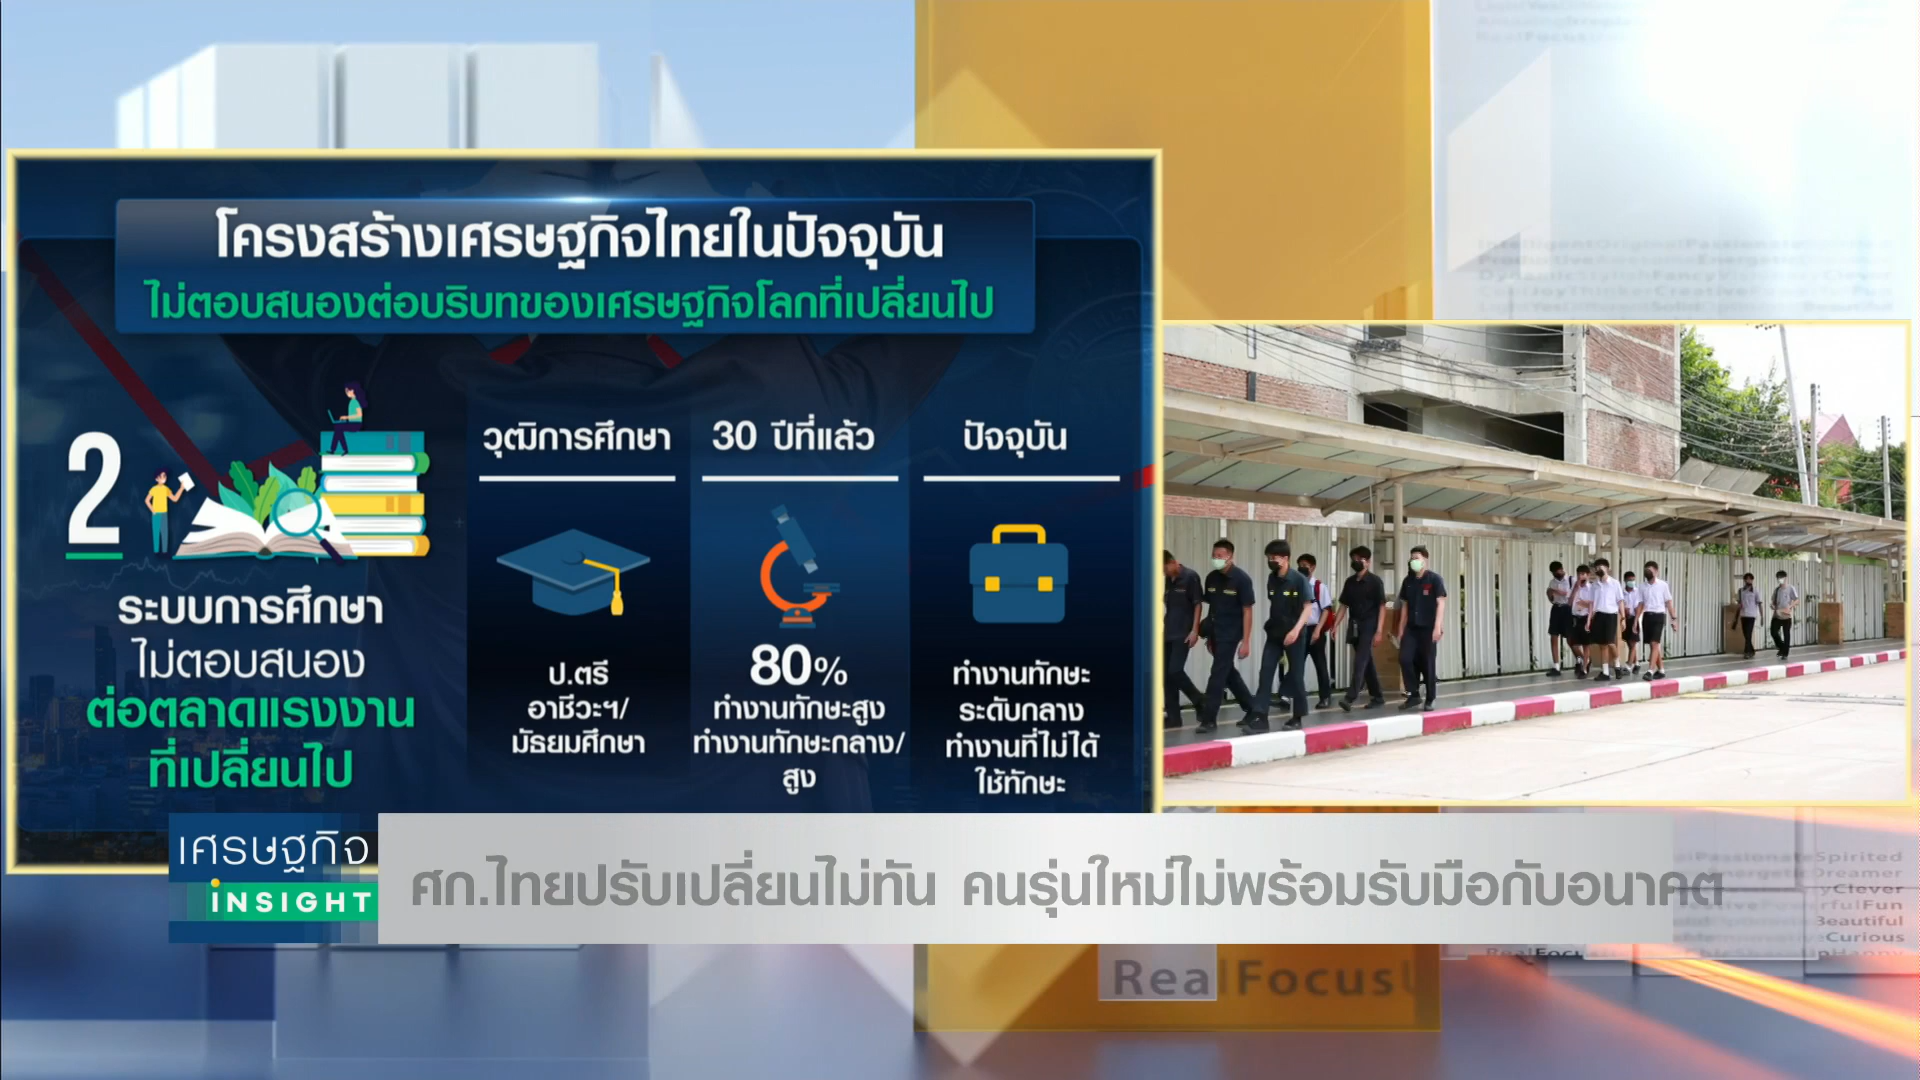 โครงสร้างเศรษฐกิจไทยในปัจจุบัน
ไม่ตอบสนองต่อบริบทของเศรษฐกิจโลกที่เปลี่ยนไป
2
ระบบการศึกษา
ไม่ตอบสนอง
ต่อตลาดแรงงาน
ที่เปลี่ยนไป
วุฒิการศึกษา
ป.ตรี
อาชีวะฯ/
มัธยมศึกษา
30 ปีที่แล้ว
80%
ทำงานทักษะสูง
ทำงานทักษะกลาง/
สูง
ปัจจุบัน
ทำงานทักษะ
ระดับกลาง
ทำงานที่ไม่ได้
ใช้ทักษะ
เศรษฐกิจ
INSIGHT
ศก.ไทยปรับเปลี่ยนไม่ทัน คนรุ่นใหม่ไม่พร้อมรับมือกับอนาคต
Spirited
Dreamer
yClever
rfulFun
Beautiful
Curious
RealFocus